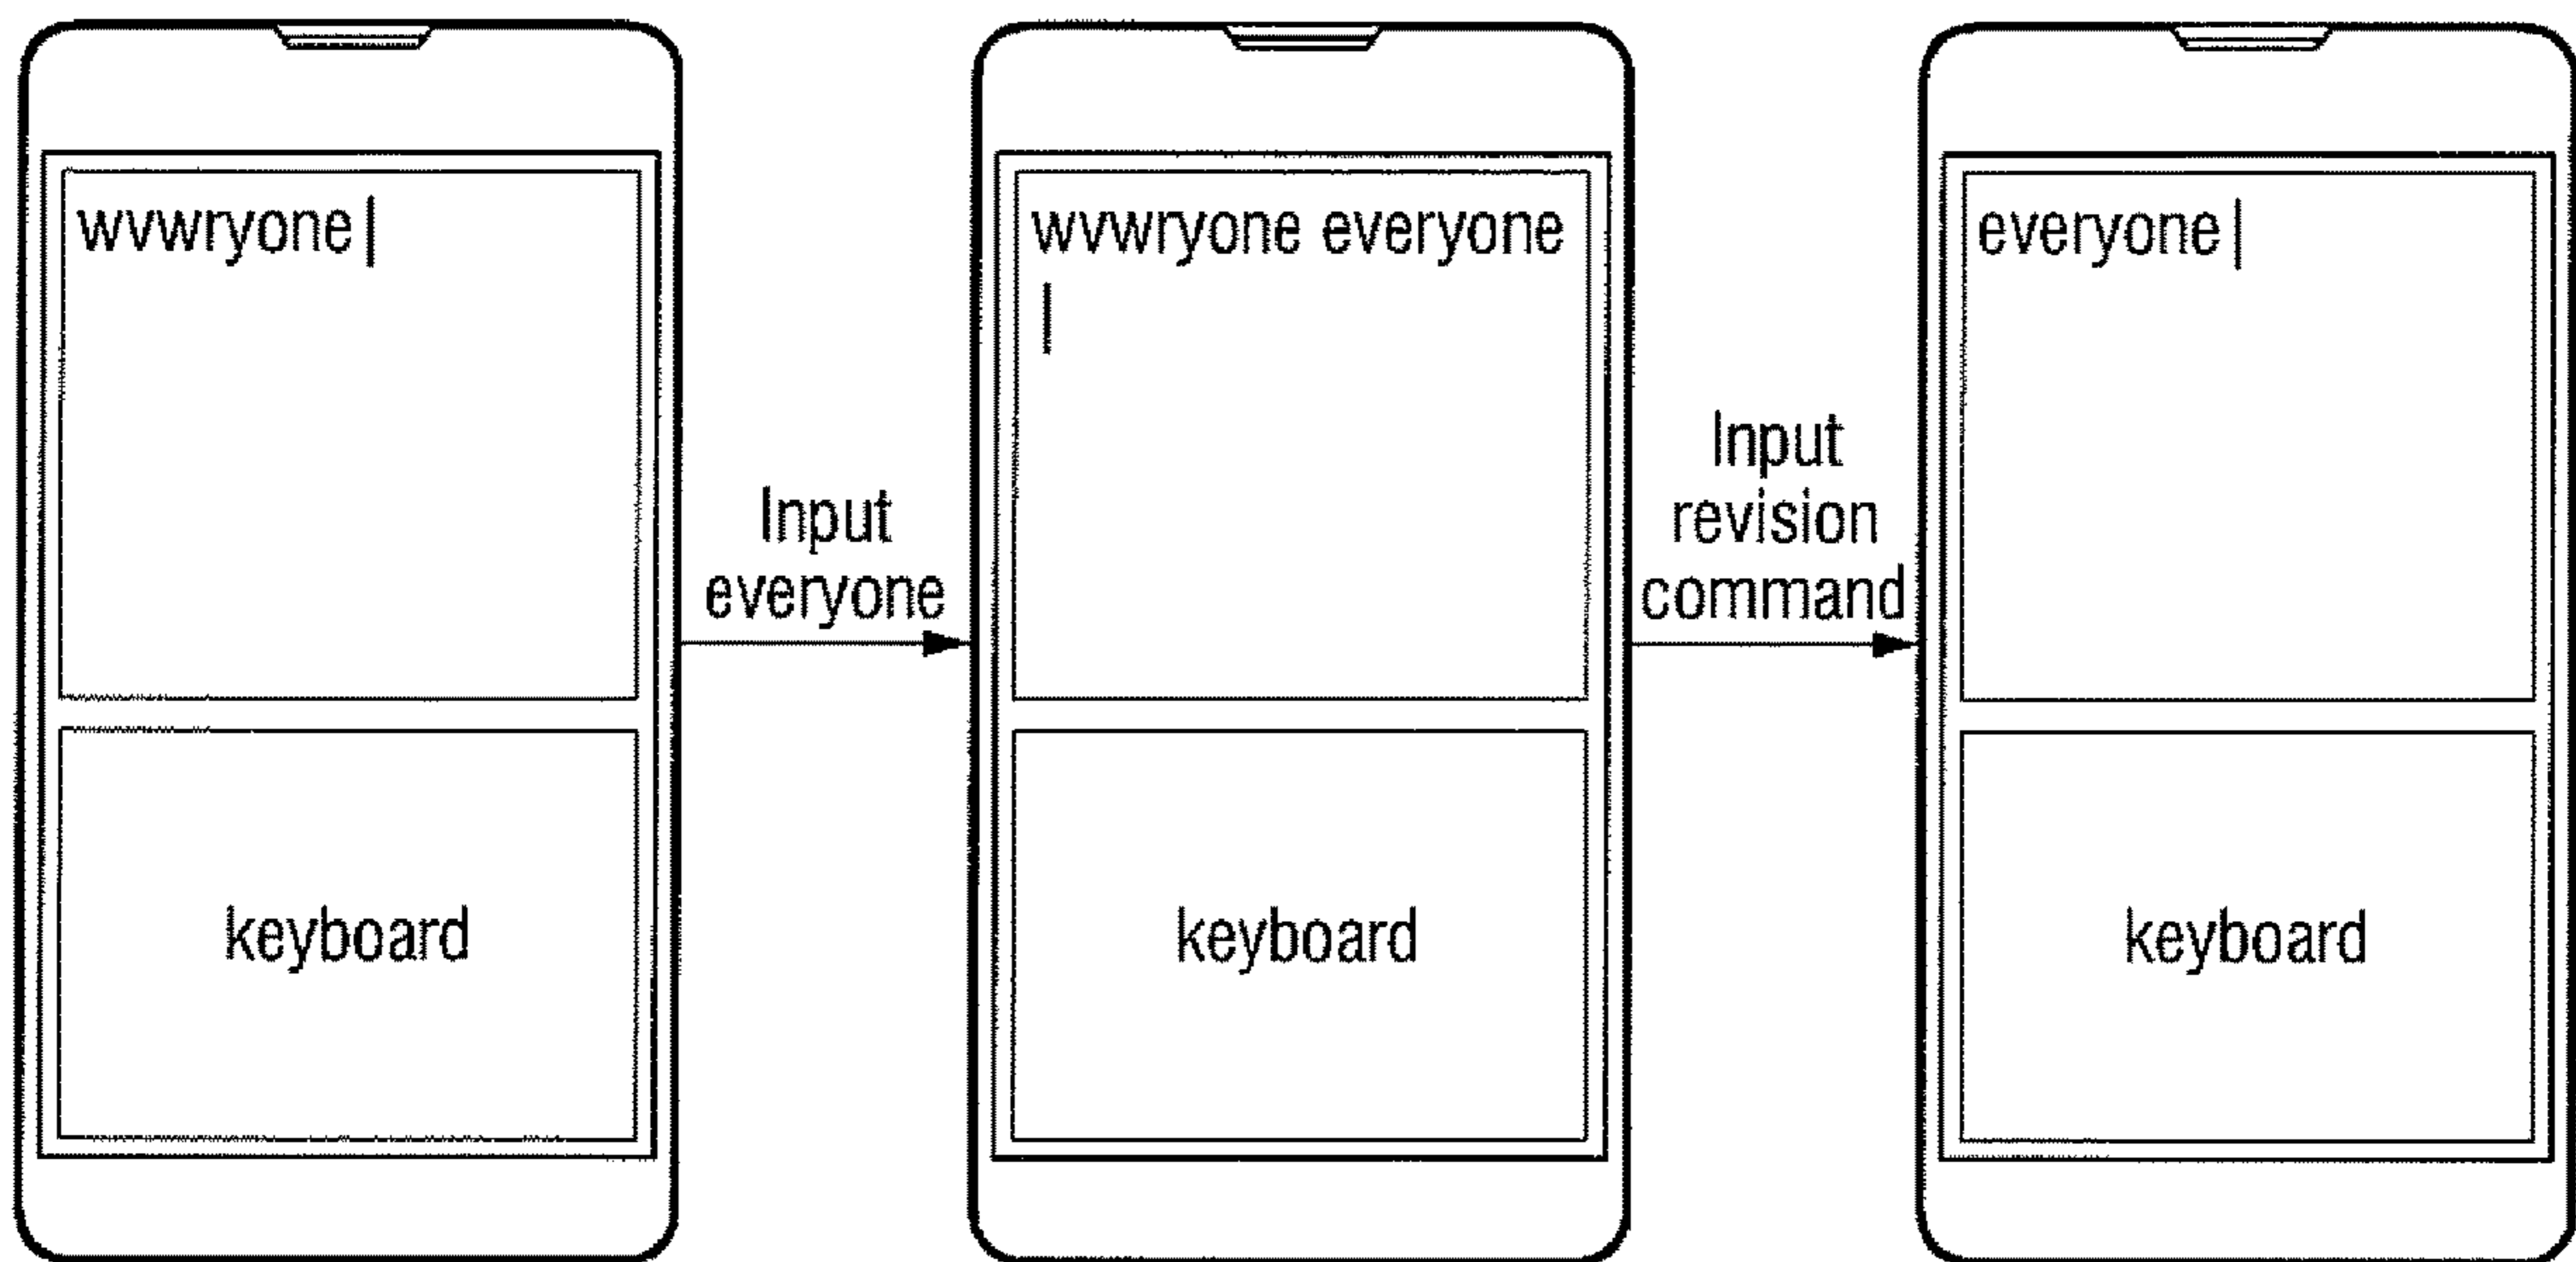 wvwryone
keyboard
Input
everyone
wvwryone everyone
keyboard
Input
revision
command
everyone
keyboard